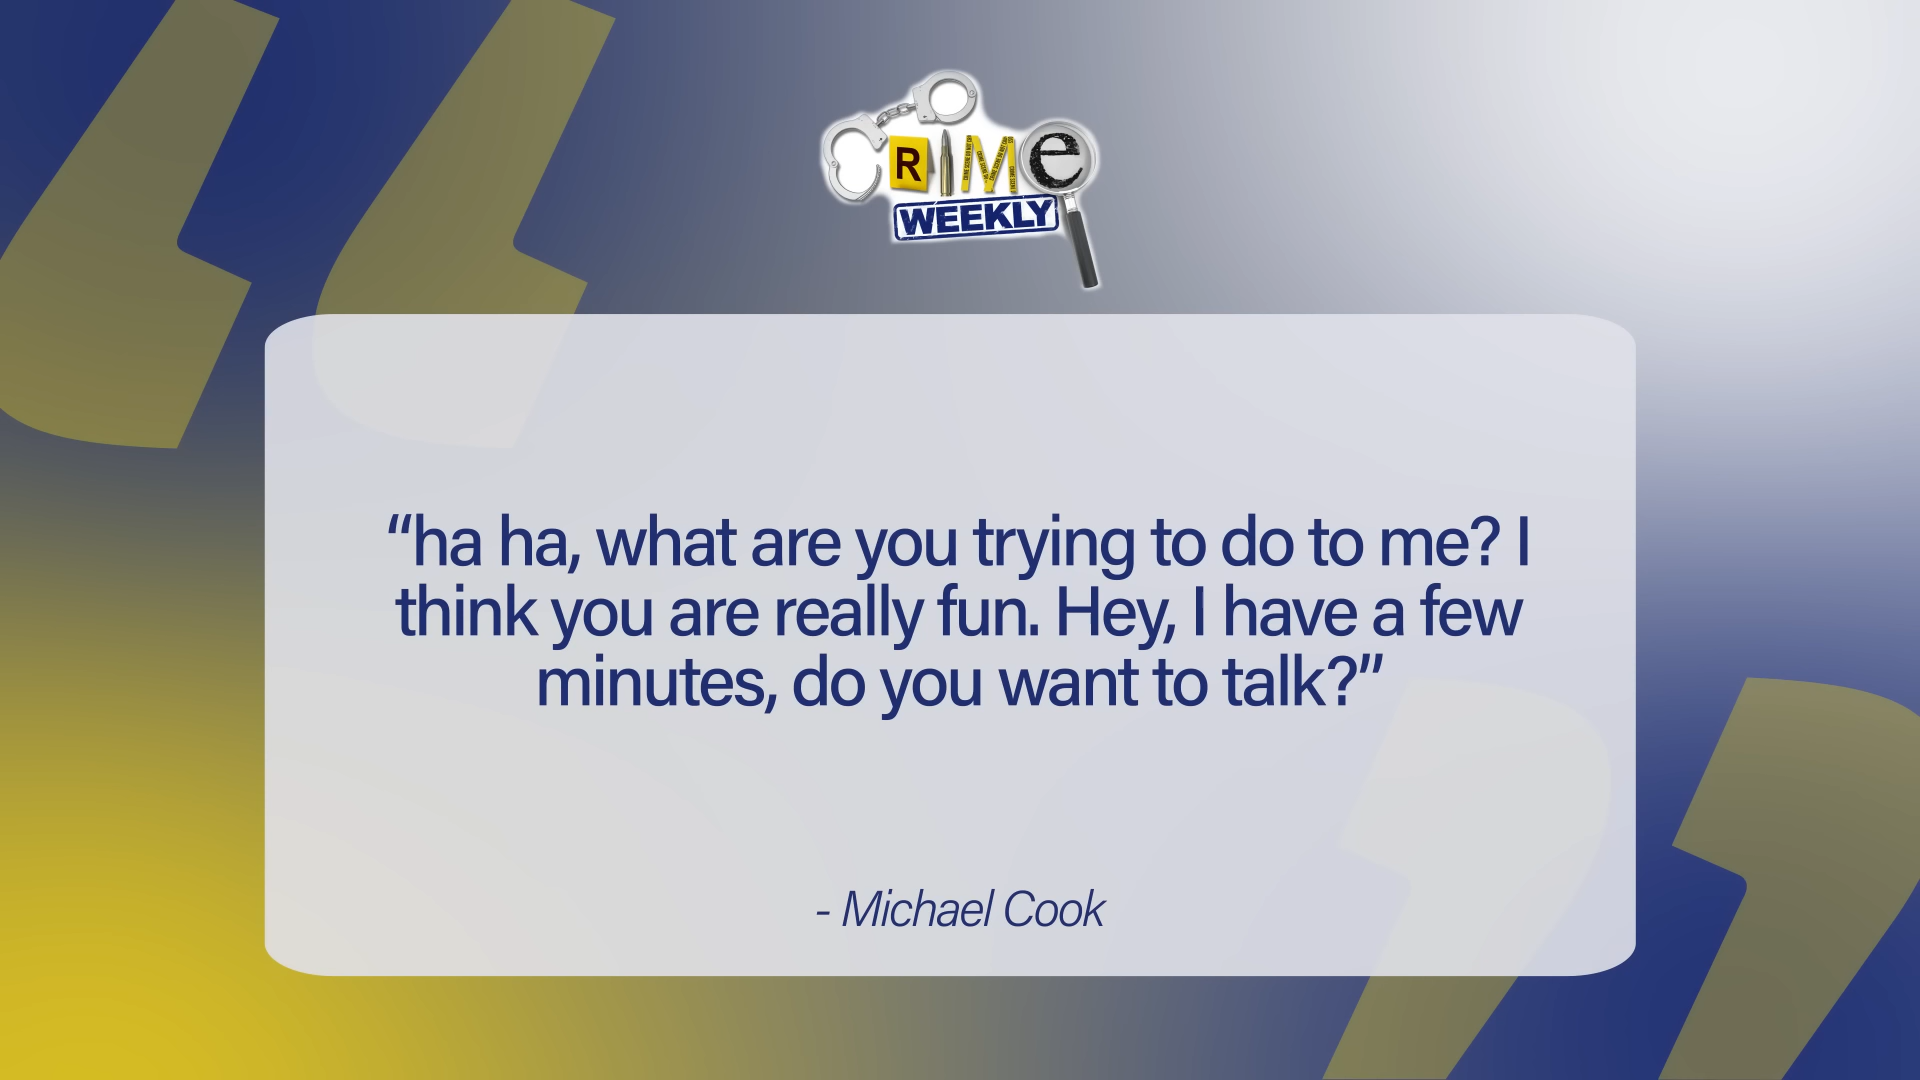 CRIMe
WEEKLY
“ha ha, what are you trying to do to me? I
think you are really fun. Hey, I have a few
minutes, do you want to talk?”
- Michael Cook